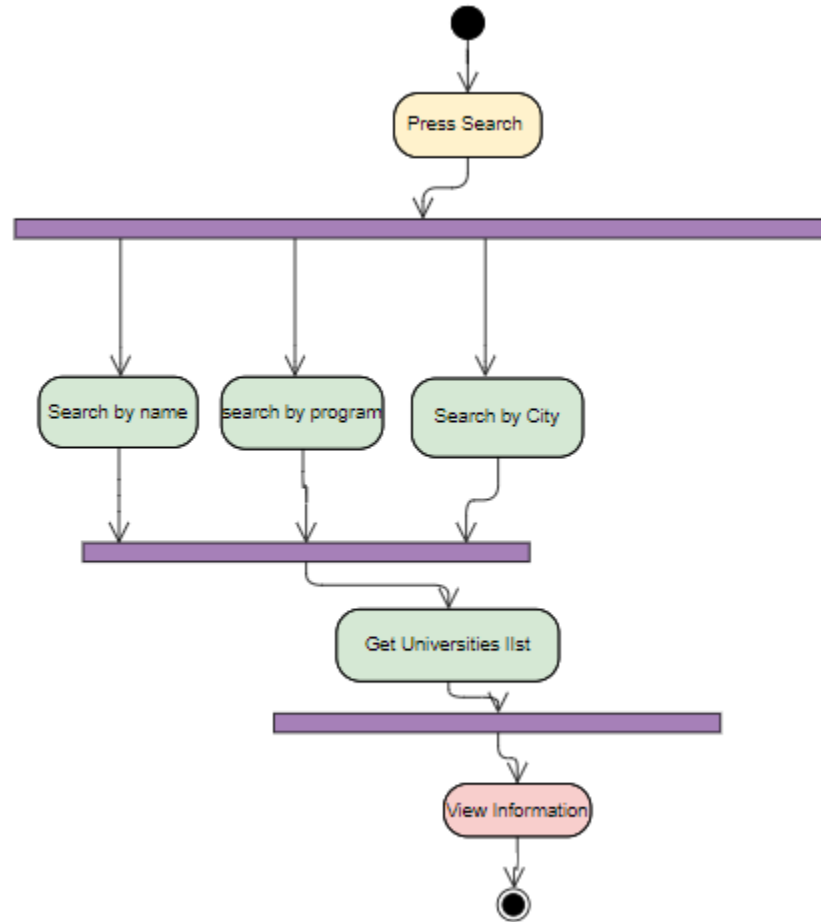 Press Search
Search by name
search by program
Search by City
Get Universities lIst
View Information